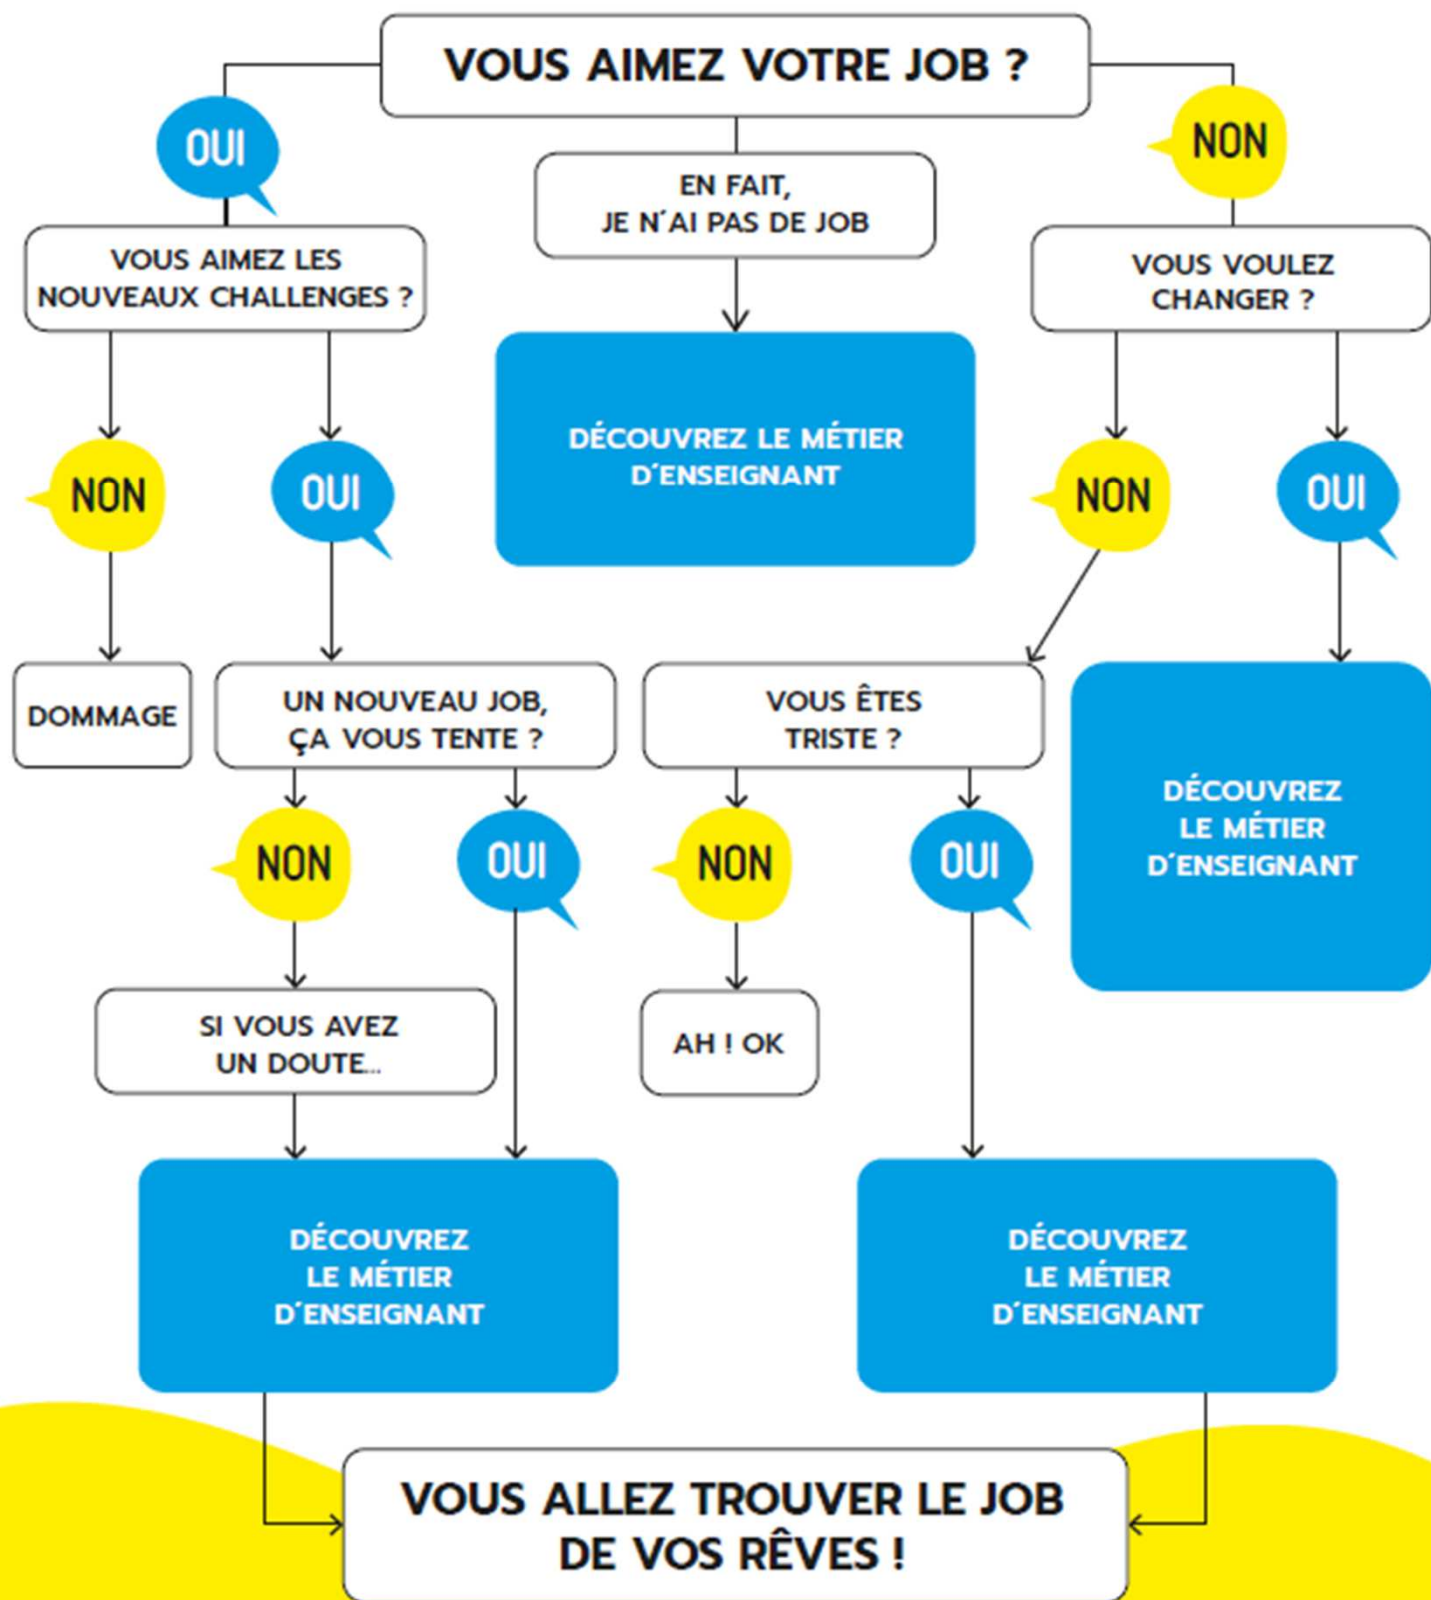 VOUS AIMEZ VOTRE JOB ?
OUI
EN FAIT,
JE N'AI PAS DE JOB
NON
VOUS AIMEZ LES
NOUVEAUX CHALLENGES ?
VOUS VOULEZ
CHANGER ?
DÉCOUVREZ LE MÉTIER
D'ENSEIGNANT
NON
OUI
NON
OUI
DOMMAGE
UN NOUVEAU JOB,
ÇA VOUS TENTE ?
VOUS ÊTES
TRISTE ?
DÉCOUVREZ
LE MÉTIER
D'ENSEIGNANT
NON
OUI
NON
OUI
SI VOUS AVEZ
UN DOUTE...
AH ! OK
DÉCOUVREZ
LE MÉTIER
D'ENSEIGNANT
DÉCOUVREZ
LE MÉTIER
D'ENSEIGNANT
VOUS ALLEZ TROUVER LE JOB
DE VOS RÊVES !